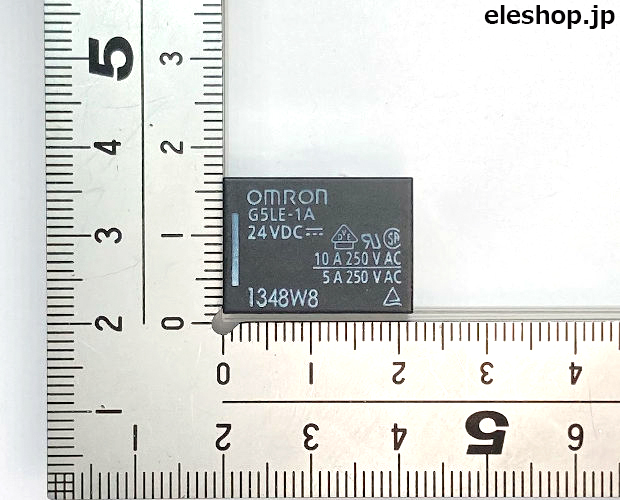 eleshop.jp
5
3
4
2
3
1
2
0
1
OMRON
G5LE-1A
24VDC⎓
VDE
10 A 250 V AC
5 A 250 V AC
1348W8
0 1 2 3 4
2 3 4 5 6